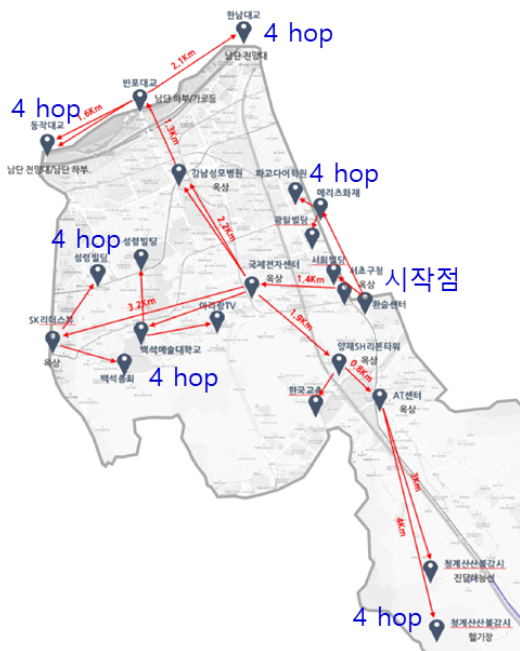 한남대교
4 hop
남단 전망대
2.1Km
반포대교
남단 하부/가로등
1.6Km
4 hop
동작대교
남단 전망대/남단 하부
1.3Km
강남성모병원
옥상
파고다어학원
4 hop
메리츠화재
광일빌딩
2.2Km
4 hop
성령빌딩
성령빌딩
국제전자센터
옥상
서희빌딩
서초구청
옥상
시작점
1.4Km
환승센터
3.2Km
아리랑TV
SK리더스뷰
옥상
백석예술대학교
1.9Km
양재SH리본타워
옥상
백석총회
4 hop
0.8Km
한국교총
AT센터
옥상
3Km
4Km
청계산산불감시
진달래능선
4 hop
청계산산불감시
헬기장